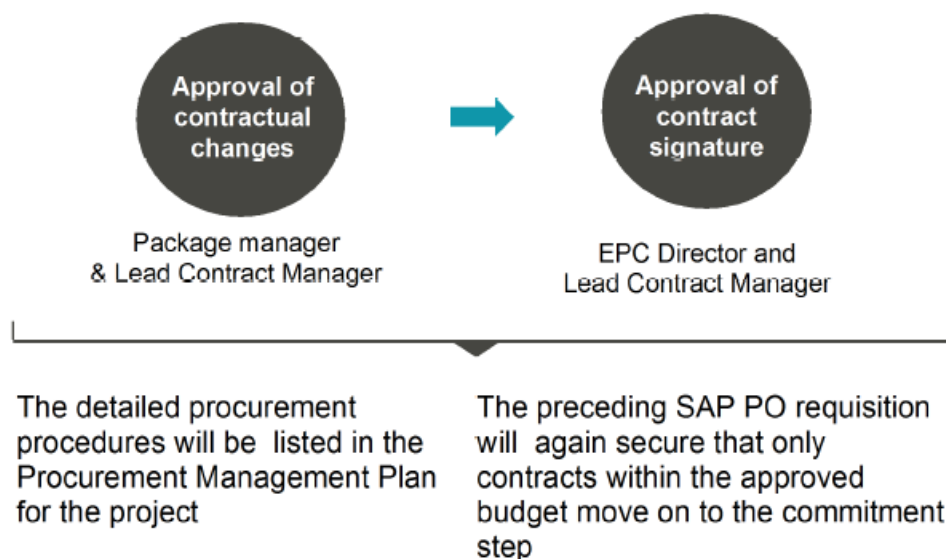 Approval of
contractual
changes
Approval of
contract
signature
Package manager
& Lead Contract Manager
EPC Director and
Lead Contract Manager
The detailed procurement
procedures will be listed in the
Procurement Management Plan
for the project
The preceding SAP PO requisition
will again secure that only
contracts within the approved
budget move on to the commitment
step